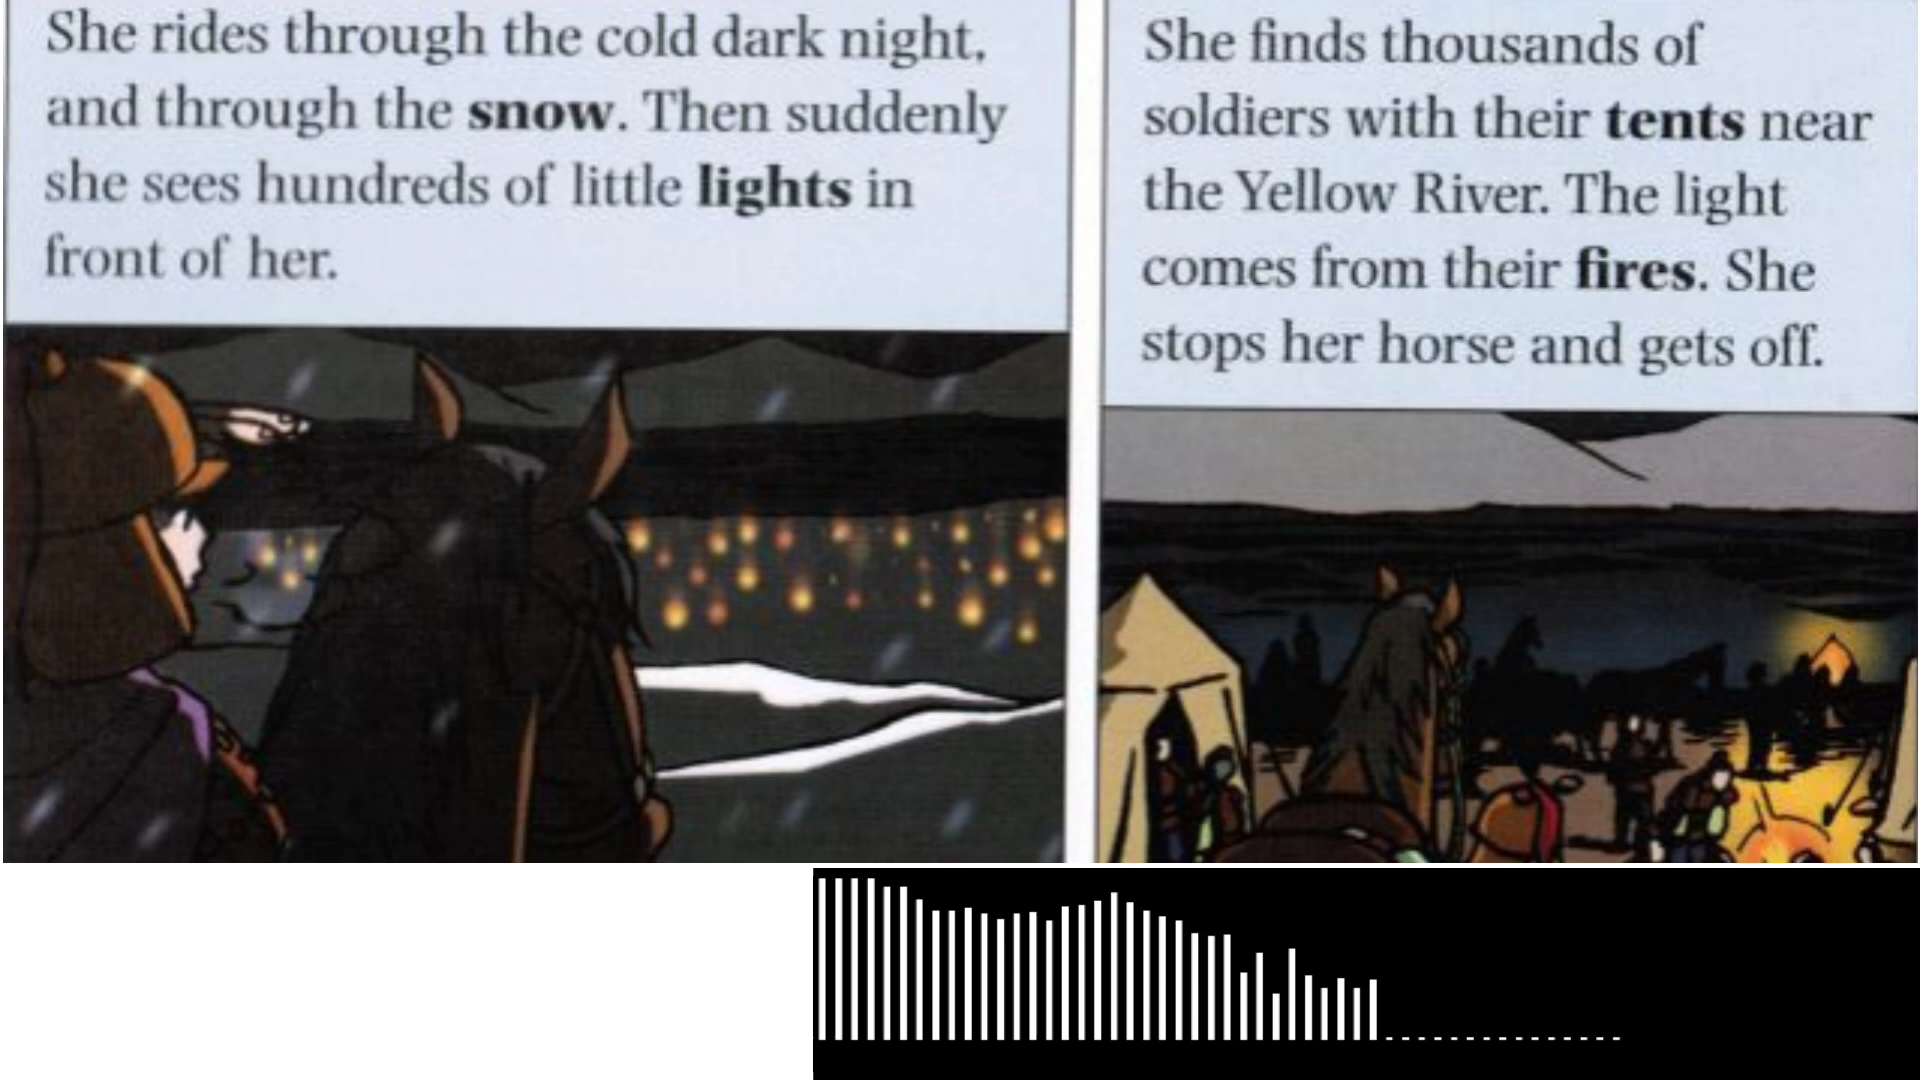 She rides through the cold dark night,
and through the snow. Then suddenly
she sees hundreds of little lights in
front of her.
She finds thousands of
soldiers with their tents near
the Yellow River. The light
comes from their fires. She
stops her horse and gets off.